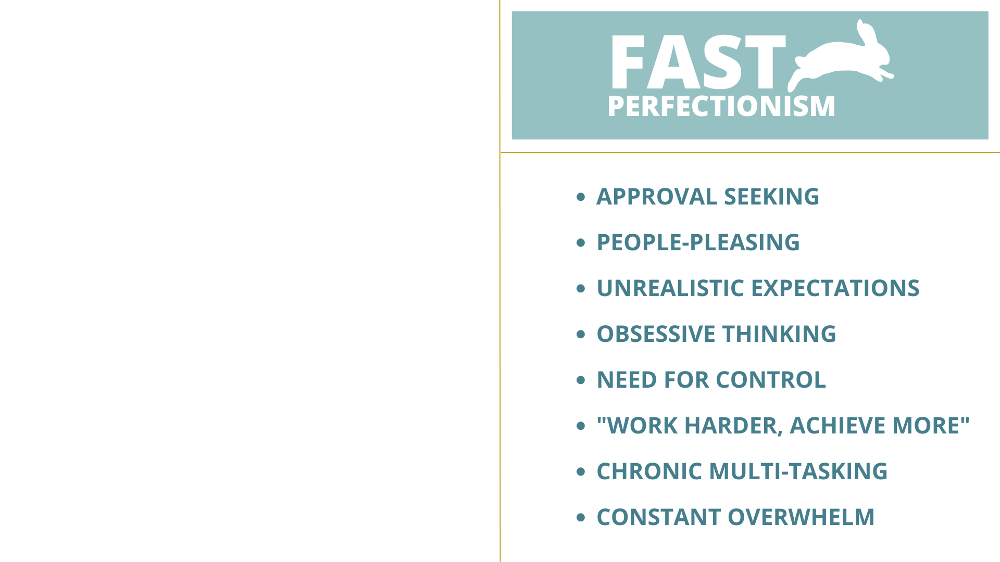 FAST
PERFECTIONISM
• APPROVAL SEEKING
• PEOPLE-PLEASING
• UNREALISTIC EXPECTATIONS
• OBSESSIVE THINKING
• NEED FOR CONTROL
• "WORK HARDER, ACHIEVE MORE"
• CHRONIC MULTI-TASKING
• CONSTANT OVERWHELM